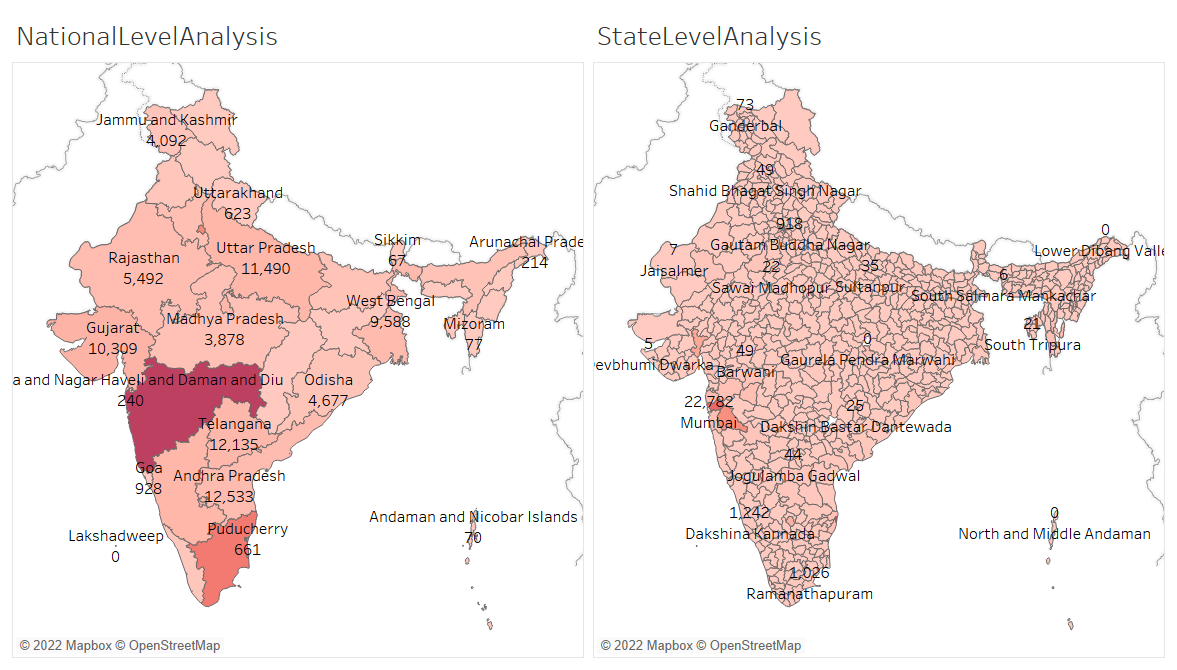 NationalLevelAnalysis
Jammu and Kashmir
4,092
Uttarakhand
623
Uttar Pradesh
11,490
Sikkim
67
Arunachal Prade
214
Rajasthan
5,492
West Bengal
9,588
Madhya Pradesh
3,878
Mizoram
77
Gujarat
10,309
a and Nagar Haveli and Daman and Diu
240
Odisha
4,677
Telangana
12,135
Goa
928
Andhra Pradesh
12,533
Andaman and Nicobar Islands
70
Puducherry
661
Lakshadweep
0
© 2022 Mapbox © OpenStreetMap
StateLevelAnalysis
73
Ganderbal
49
Shahid Bhagat Singh Nagar
918
Gautam Buddha Nagar
0
Lower Dibang Valle
7
Jaisalmer
22
Sawai Madhopur
35
Sultanpur
6
South Salmara Mankachar
21
South Tripura
5
evbhumi Dwarka
49
Barwani
0
Gaurela Pendra Marwahi
22,782
Mumbai
25
Dakshin Bastar Dantewada
44
Jogulamba Gadwal
1,242
Dakshina Kannada
0
North and Middle Andaman
1,026
Ramanathapuram
© 2022 Mapbox © OpenStreetMap